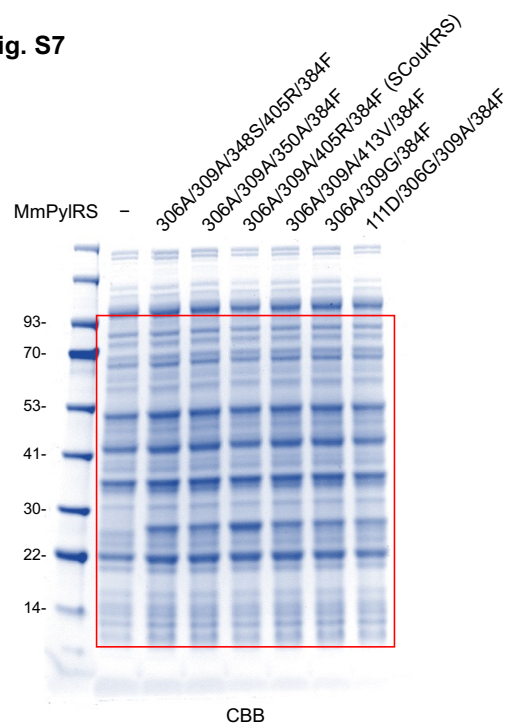 ig. S7
MmPylRS
–
306A/309A/348S/405R/384F
306A/309A/350A/384F
306A/309A/405R/384F (SCouKRS)
306A/309A/413V/384F
306A/309G/384F
111D/306G/309A/384F
93-
70-
53-
41-
30-
22-
14-
CBB